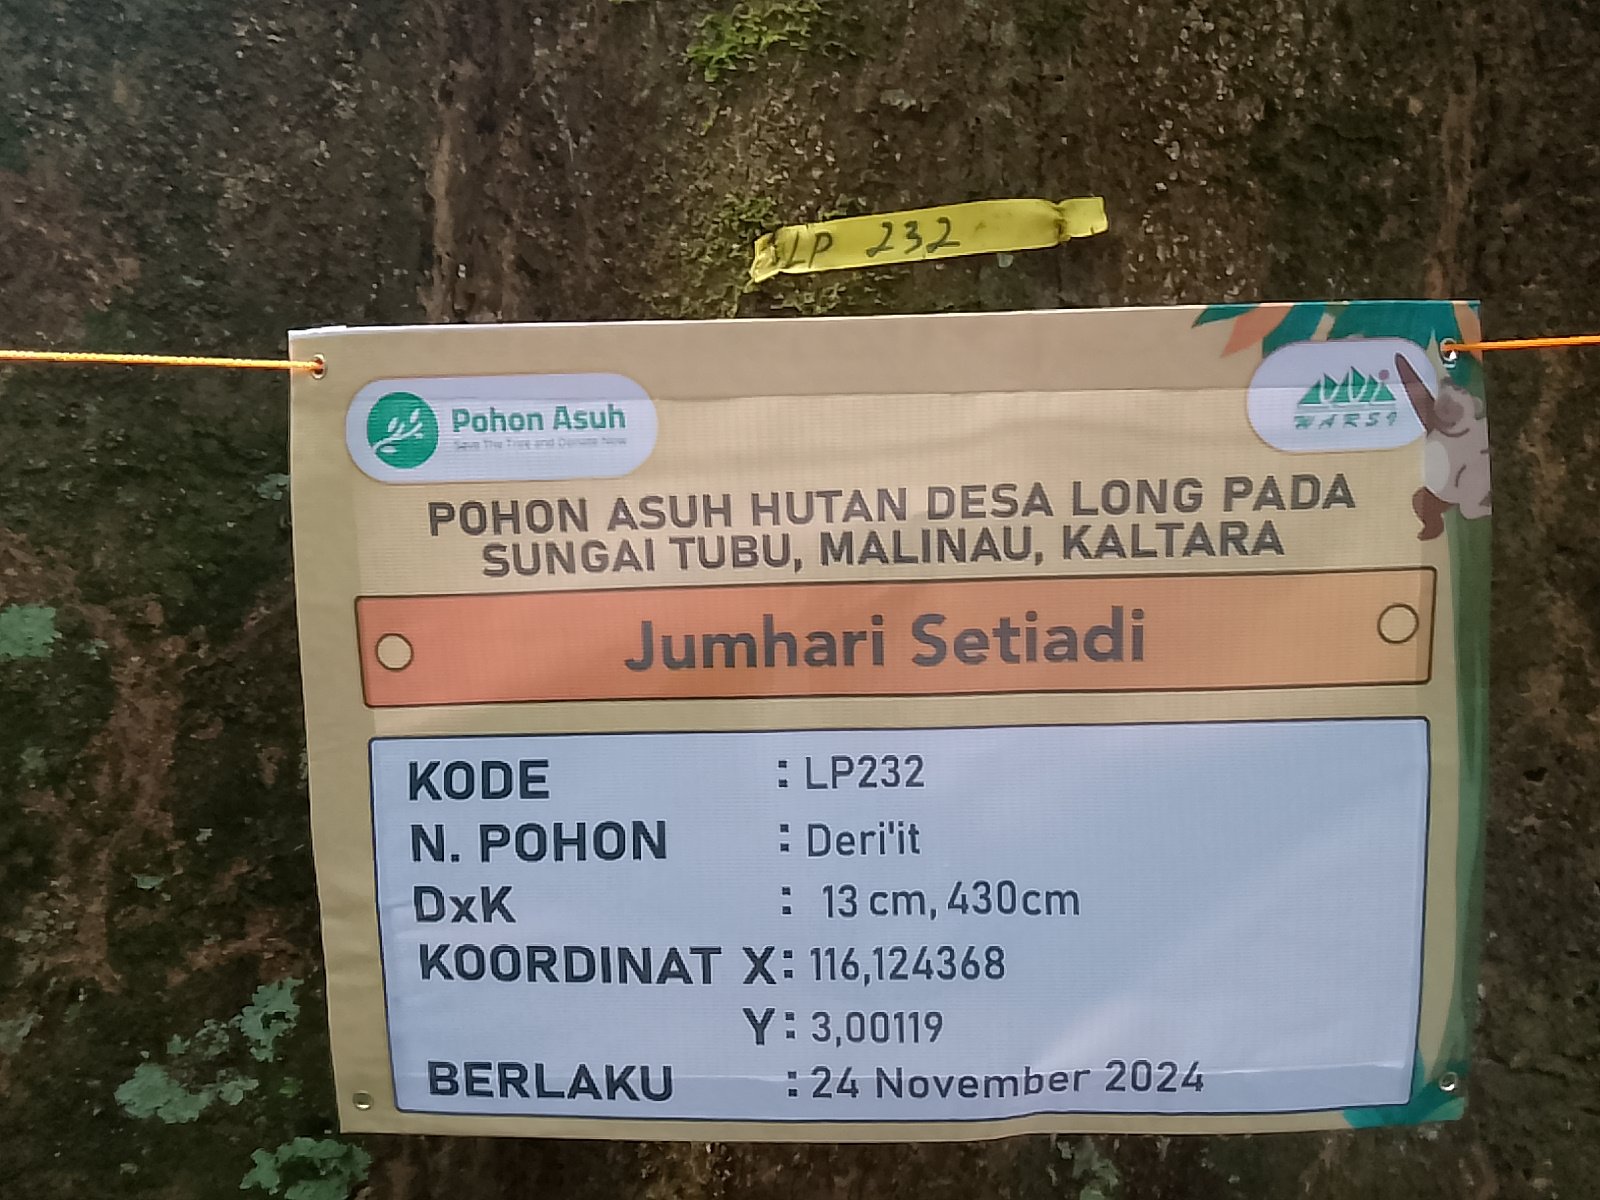 LP 232
Pohon Asuh
Save The Tree and Donate Now
WARSI
POHON ASUH HUTAN DESA LONG PADA
SUNGAI TUBU, MALINAU, KALTARA
Jumhari Setiadi
KODE : LP232
N. POHON : Deri'it
DxK : 13 cm, 430cm
KOORDINAT X: 116,124368
Y: 3,00119
BERLAKU : 24 November 2024